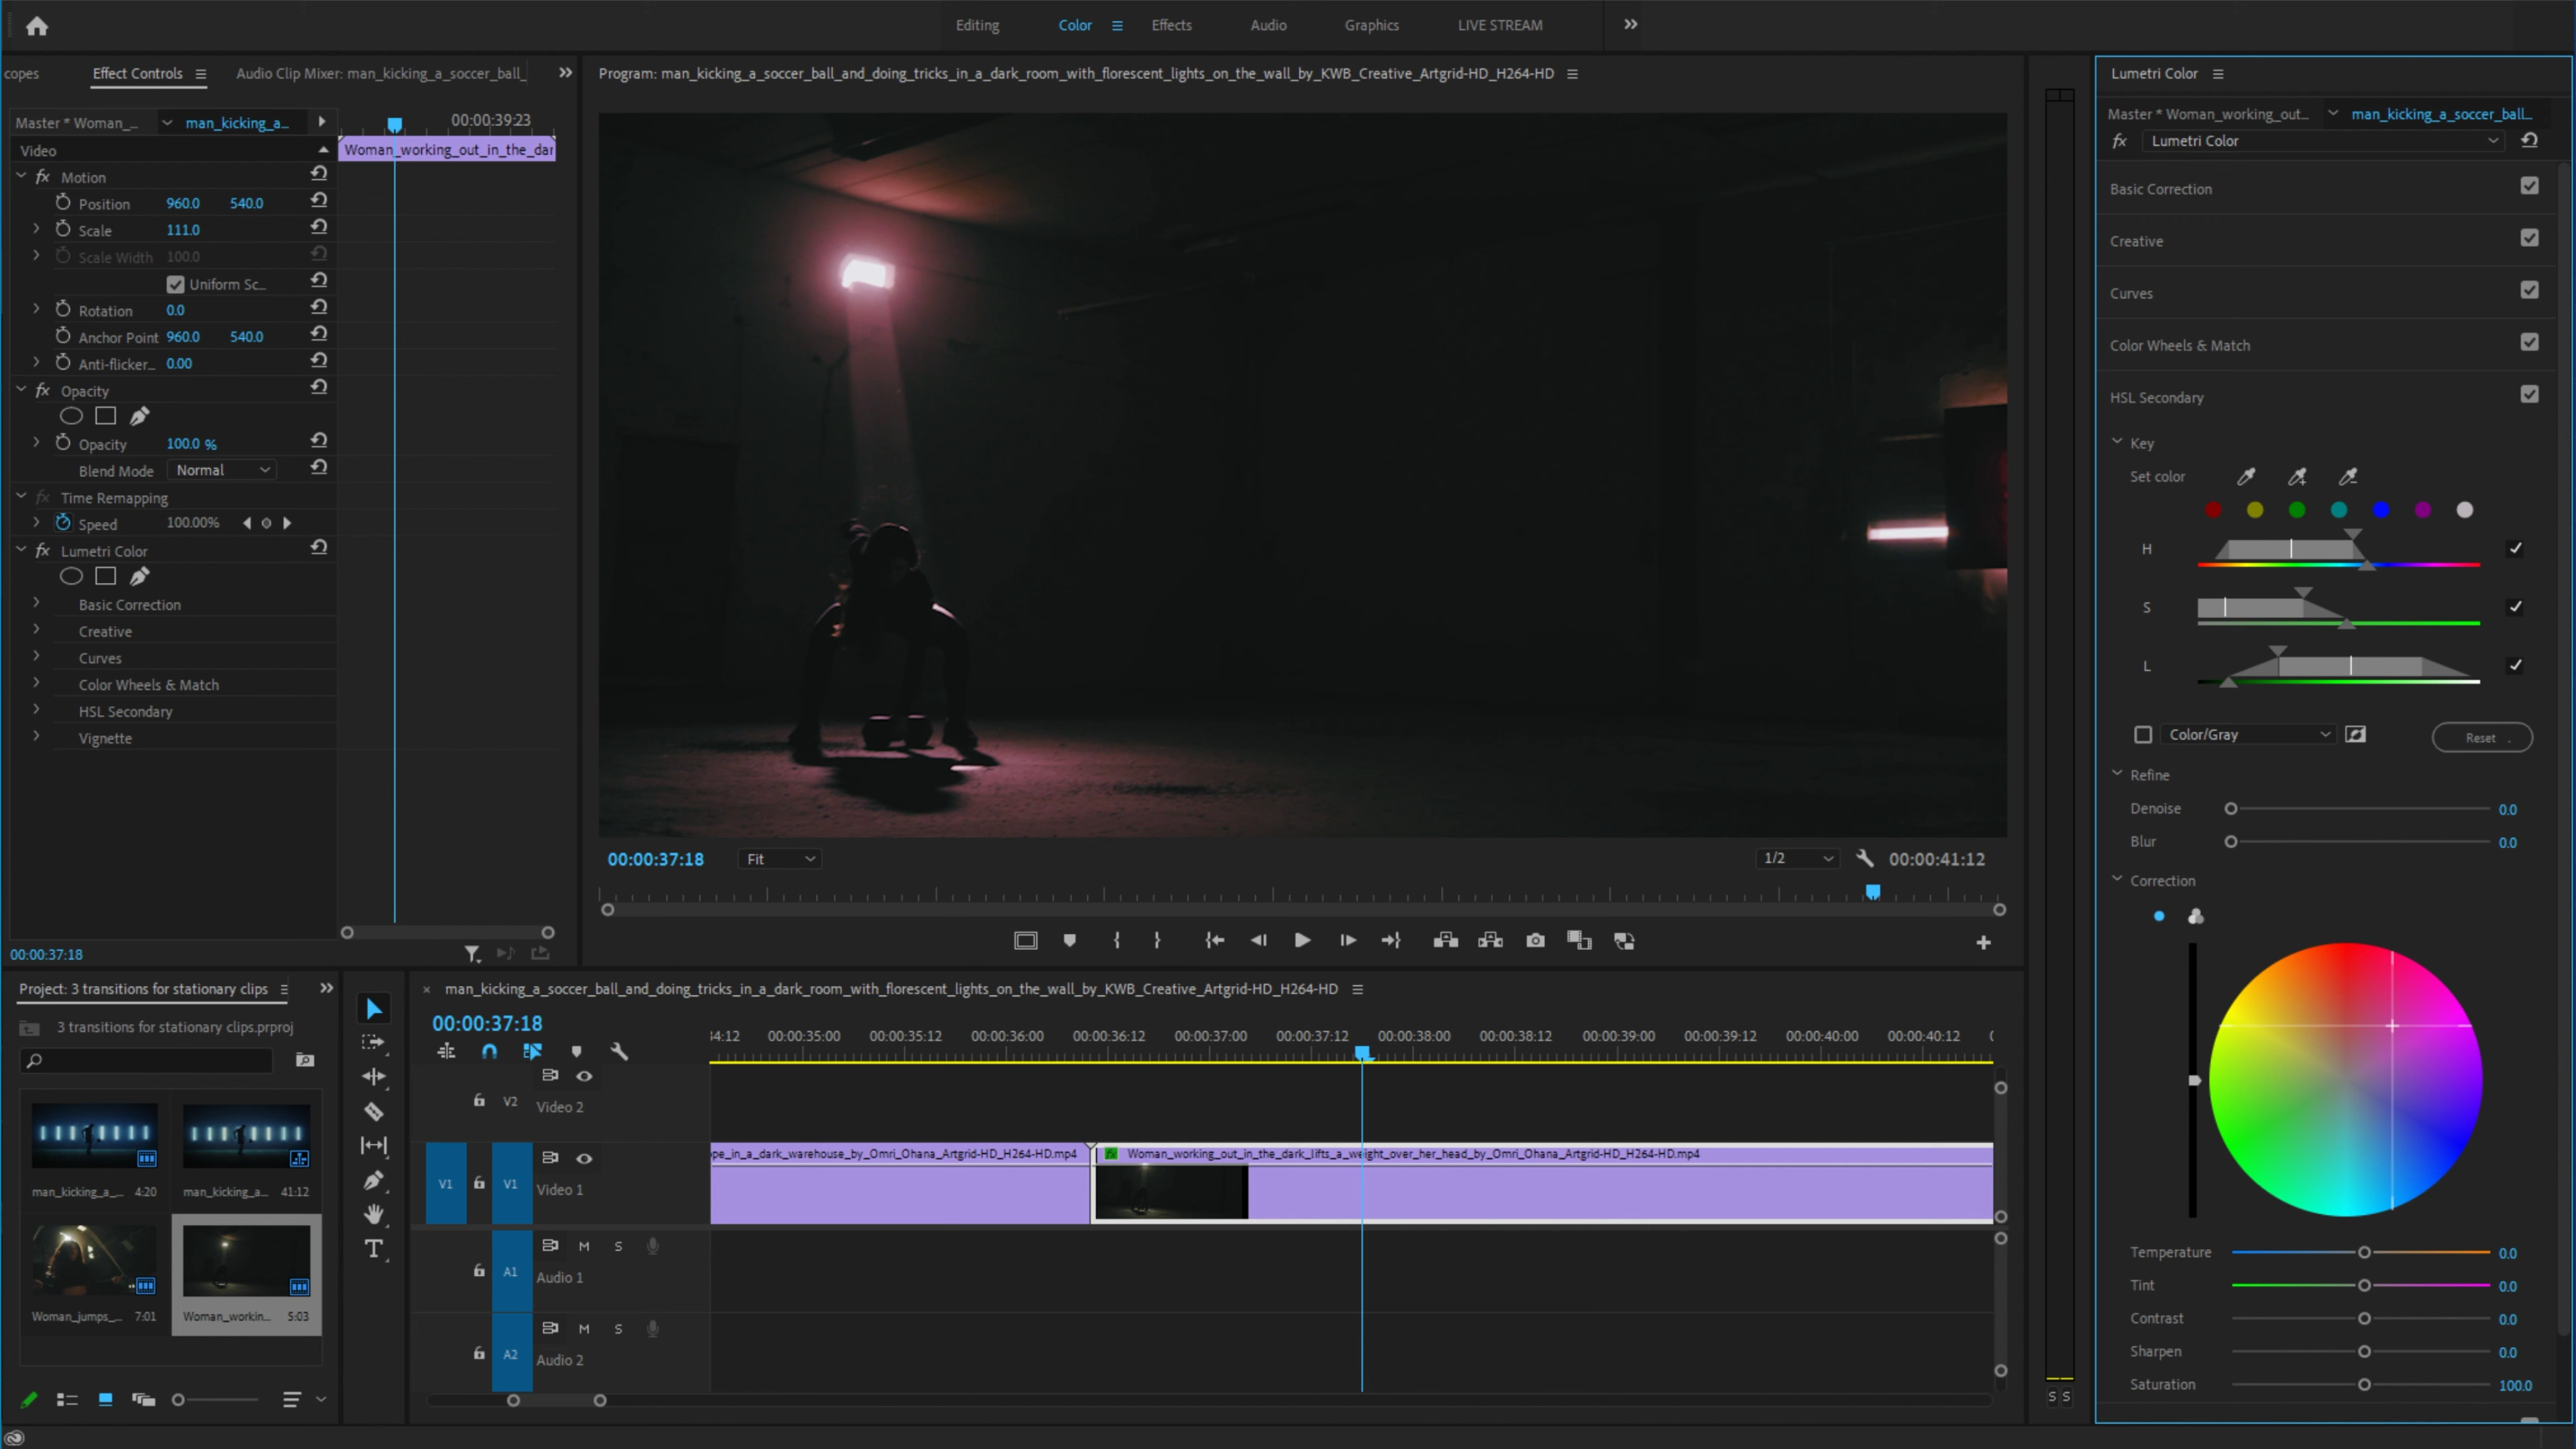 Editing Color Effects Audio Graphics LIVE STREAM
copes Effect Controls Audio Clip Mixer: man_kicking_a_soccer_ball_
Program: man_kicking_a_soccer_ball_and_doing_tricks_in_a_dark_room_with_florescent_lights_on_the_wall_by_KWB_Creative_Artgrid-HD_H264-HD
Master * Woman_... man_kicking_a... 00:00:39:23
Video
Woman_working_out_in_the_dar
fx Motion
Position 960.0 540.0
Scale 111.0
Scale Width 100.0
Uniform Sc...
Rotation 0.0
Anchor Point 960.0 540.0
Anti-flicker... 0.00
fx Opacity
Opacity 100.0 %
Blend Mode Normal
fx Time Remapping
Speed 100.00%
fx Lumetri Color
Basic Correction
Creative
Curves
Color Wheels & Match
HSL Secondary
Vignette
00:00:37:18
00:00:37:18 Fit 1/2 00:00:41:12
Lumetri Color
Master * Woman_working_out... man_kicking_a_soccer_ball...
fx Lumetri Color
Basic Correction
Creative
Curves
Color Wheels & Match
HSL Secondary
Key
Set color
H
S
L
Color/Gray Reset
Refine
Denoise 0.0
Blur 0.0
Correction
Temperature 0.0
Tint 0.0
Contrast 0.0
Sharpen 0.0
Saturation 100.0
Project: 3 transitions for stationary clips
3 transitions for stationary clips.prproj
man_kicking_a_... 4:20
man_kicking_a... 41:12
Woman_jumps_... 7:01
Woman_workin... 5:03
T
man_kicking_a_soccer_ball_and_doing_tricks_in_a_dark_room_with_florescent_lights_on_the_wall_by_KWB_Creative_Artgrid-HD_H264-HD
00:00:37:18
34:12 00:00:35:00 00:00:35:12 00:00:36:00 00:00:36:12 00:00:37:00 00:00:37:12 00:00:38:00 00:00:38:12 00:00:39:00 00:00:39:12 00:00:40:00 00:00:40:12
V2 Video 2
ope_in_a_dark_warehouse_by_Omri_Ohana_Artgrid-HD_H264-HD.mp4
fx Woman_working_out_in_the_dark_lifts_a_weight_over_her_head_by_Omri_Ohana_Artgrid-HD_H264-HD.mp4
V1 V1 Video 1
M S
A1 Audio 1
M S
A2 Audio 2
S S